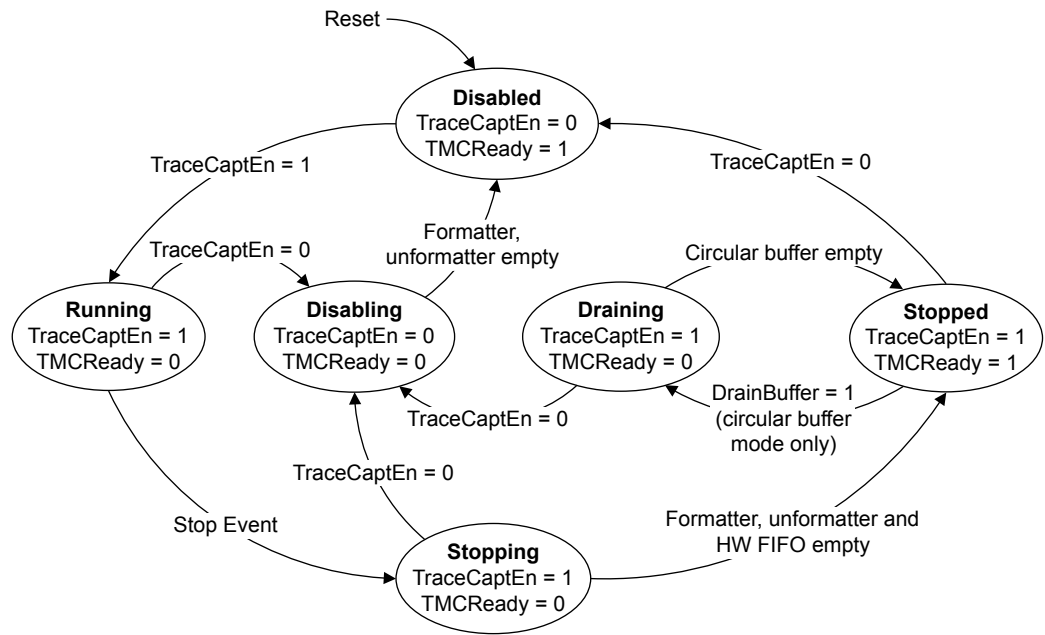 Reset
Disabled
TraceCaptEn = 0
TMCReady = 1
TraceCaptEn = 1
TraceCaptEn = 0
Formatter,
unformatter empty
TraceCaptEn = 0
Circular buffer empty
Running
TraceCaptEn = 1
TMCReady = 0
Disabling
TraceCaptEn = 0
TMCReady = 0
Draining
TraceCaptEn = 1
TMCReady = 0
Stopped
TraceCaptEn = 1
TMCReady = 1
TraceCaptEn = 0
DrainBuffer = 1
(circular buffer
mode only)
TraceCaptEn = 0
Stop Event
Formatter, unformatter and
HW FIFO empty
Stopping
TraceCaptEn = 1
TMCReady = 0